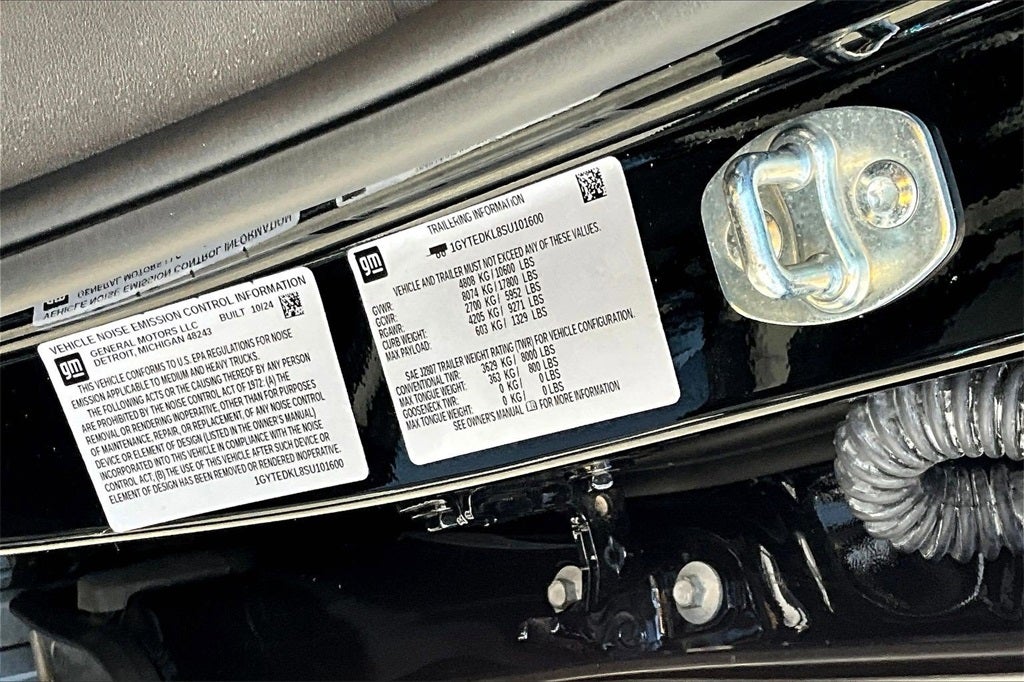 VEHICLE NOISE EMISSION CONTROL INFORMATION
gm
GENERAL MOTORS LLC BUILT 10/24
DETROIT, MICHIGAN 48243
THIS VEHICLE CONFORMS TO U.S. EPA REGULATIONS FOR NOISE
EMISSION APPLICABLE TO MEDIUM AND HEAVY TRUCKS.
THE FOLLOWING ACTS OR THE CAUSING THEREOF BY ANY PERSON
ARE PROHIBITED BY THE NOISE CONTROL ACT OF 1972: (A) THE
REMOVAL OR RENDERING INOPERATIVE, OTHER THAN FOR PURPOSES
OF MAINTENANCE, REPAIR, OR REPLACEMENT, OF ANY NOISE CONTROL
DEVICE OR ELEMENT OF DESIGN (LISTED IN THE OWNER'S MANUAL)
INCORPORATED INTO THIS VEHICLE IN COMPLIANCE WITH THE NOISE
CONTROL ACT, (B) THE USE OF THIS VEHICLE AFTER SUCH DEVICE OR
ELEMENT OF DESIGN HAS BEEN REMOVED OR RENDERED INOPERATIVE.
1GYTEDKL8SU101600
TRAILERING INFORMATION
gm
1GYTEDKL8SU101600
VEHICLE AND TRAILER MUST NOT EXCEED ANY OF THESE VALUES.
GVWR: 4808 KG / 10600 LBS
GCWR: 8074 KG / 17800 LBS
RGAWR: 2700 KG / 5952 LBS
CURB WEIGHT: 4205 KG / 9271 LBS
MAX PAYLOAD: 603 KG / 1329 LBS
SAE J2807 TRAILER WEIGHT RATING (TWR) FOR VEHICLE CONFIGURATION.
CONVENTIONAL TWR: 3629 KG / 8000 LBS
MAX TONGUE WEIGHT: 363 KG / 800 LBS
GOOSENECK TWR: 0 KG / 0 LBS
MAX TONGUE WEIGHT: 0 KG / 0 LBS
SEE OWNER'S MANUAL FOR MORE INFORMATION